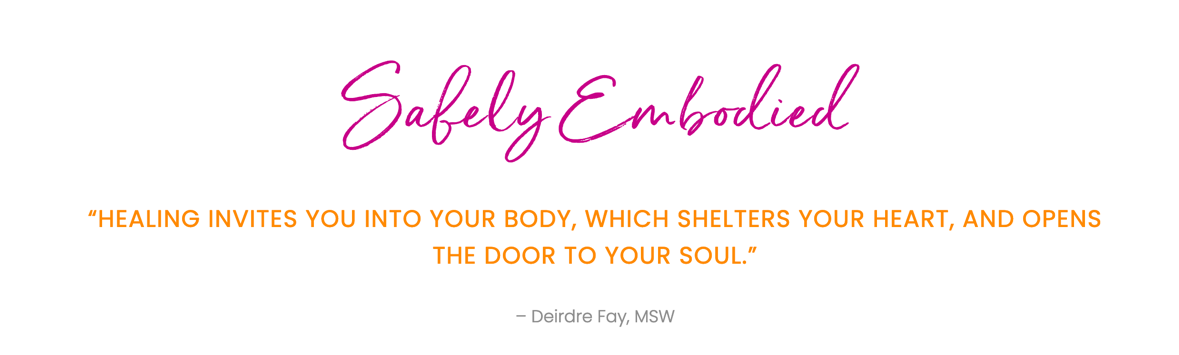 Safely Embodied
“HEALING INVITES YOU INTO YOUR BODY, WHICH SHELTERS YOUR HEART, AND OPENS
THE DOOR TO YOUR SOUL.”
– Deirdre Fay, MSW